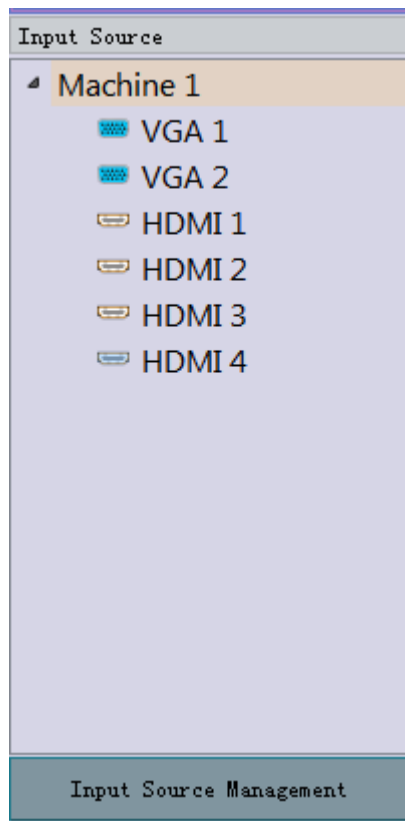 Input Source
Machine 1
VGA 1
VGA 2
HDMI 1
HDMI 2
HDMI 3
HDMI 4
Input Source Management